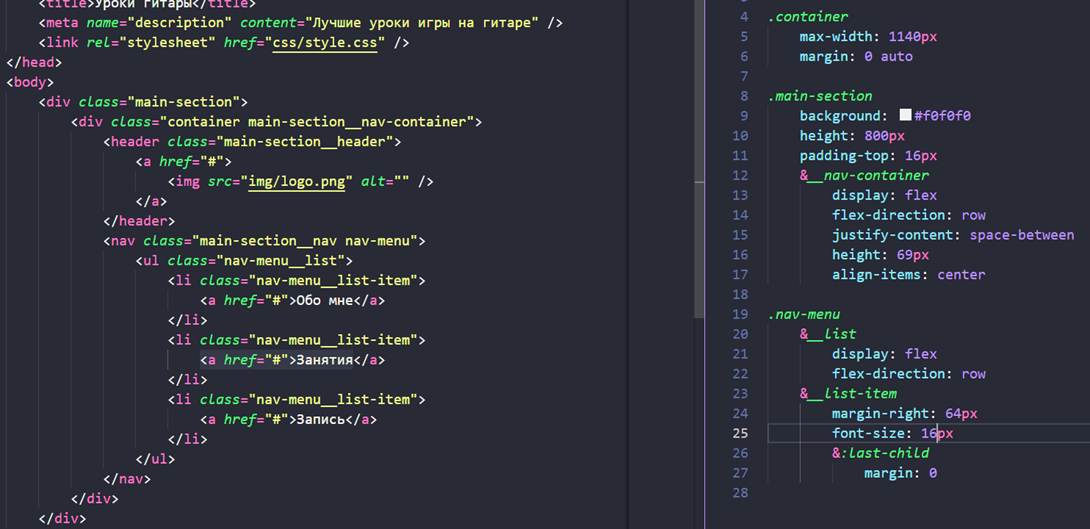 <title>Уроки гитары</title>
<meta name="description" content="Лучшие уроки игры на гитаре" />
<link rel="stylesheet" href="css/style.css" />
</head>
<body>
<div class="main-section">
<div class="container main-section__nav-container">
<header class="main-section__header">
<a href="#">
<img src="img/logo.png" alt="" />
</a>
</header>
<nav class="main-section__nav nav-menu">
<ul class="nav-menu__list">
<li class="nav-menu__list-item">
<a href="#">Обо мне</a>
</li>
<li class="nav-menu__list-item">
<a href="#">Занятия</a>
</li>
<li class="nav-menu__list-item">
<a href="#">Запись</a>
</li>
</ul>
</nav>
</div>
</div>
4 .container
5 max-width: 1140px
6 margin: 0 auto
7
8 .main-section
9 background: #f0f0f0
10 height: 800px
11 padding-top: 16px
12 &__nav-container
13 display: flex
14 flex-direction: row
15 justify-content: space-between
16 height: 69px
17 align-items: center
18
19 .nav-menu
20 &__list
21 display: flex
22 flex-direction: row
23 &__list-item
24 margin-right: 64px
25 font-size: 16px
26 &:last-child
27 margin: 0
28